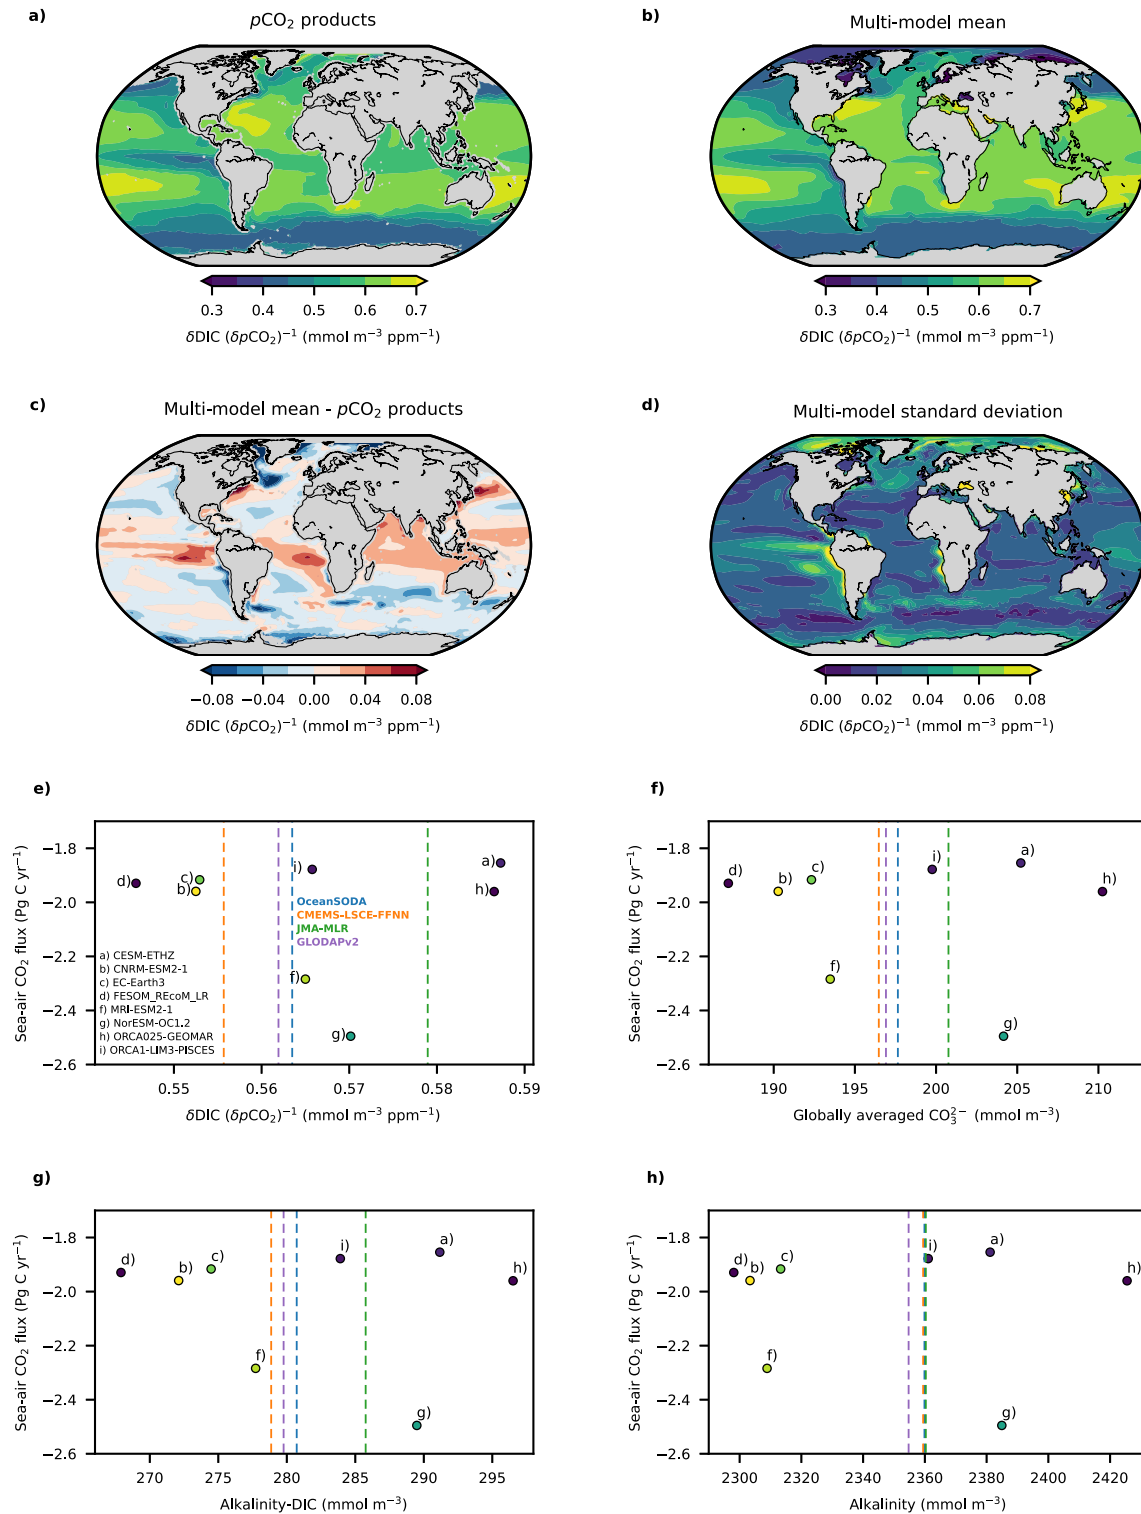 a)
pCO₂ products
0.3 0.4 0.5 0.6 0.7
δDIC (δpCO₂)⁻¹ (mmol m⁻³ ppm⁻¹)
b)
Multi-model mean
0.3 0.4 0.5 0.6 0.7
δDIC (δpCO₂)⁻¹ (mmol m⁻³ ppm⁻¹)
c)
Multi-model mean - pCO₂ products
−0.08 −0.04 0.00 0.04 0.08
δDIC (δpCO₂)⁻¹ (mmol m⁻³ ppm⁻¹)
d)
Multi-model standard deviation
0.00 0.02 0.04 0.06 0.08
δDIC (δpCO₂)⁻¹ (mmol m⁻³ ppm⁻¹)
e)
Sea-air CO₂ flux (Pg C yr⁻¹)
−1.8
−2.0
−2.2
−2.4
−2.6
d)
c)
b)
i)
a)
h)
f)
g)
OceanSODA
CMEMS-LSCE-FFNN
JMA-MLR
GLODAPv2
a) CESM-ETHZ
b) CNRM-ESM2-1
c) EC-Earth3
d) FESOM_REcoM_LR
f) MRI-ESM2-1
g) NorESM-OC1.2
h) ORCA025-GEOMAR
i) ORCA1-LIM3-PISCES
0.55 0.56 0.57 0.58 0.59
δDIC (δpCO₂)⁻¹ (mmol m⁻³ ppm⁻¹)
f)
Sea-air CO₂ flux (Pg C yr⁻¹)
−1.8
−2.0
−2.2
−2.4
−2.6
d)
b)
c)
i)
a)
h)
f)
g)
190 195 200 205 210
Globally averaged CO₃²⁻ (mmol m⁻³)
g)
Sea-air CO₂ flux (Pg C yr⁻¹)
−1.8
−2.0
−2.2
−2.4
−2.6
d)
b)
c)
i)
a)
h)
f)
g)
270 275 280 285 290 295
Alkalinity-DIC (mmol m⁻³)
h)
Sea-air CO₂ flux (Pg C yr⁻¹)
−1.8
−2.0
−2.2
−2.4
−2.6
d)
b)
c)
i)
a)
h)
f)
g)
2300 2320 2340 2360 2380 2400 2420
Alkalinity (mmol m⁻³)